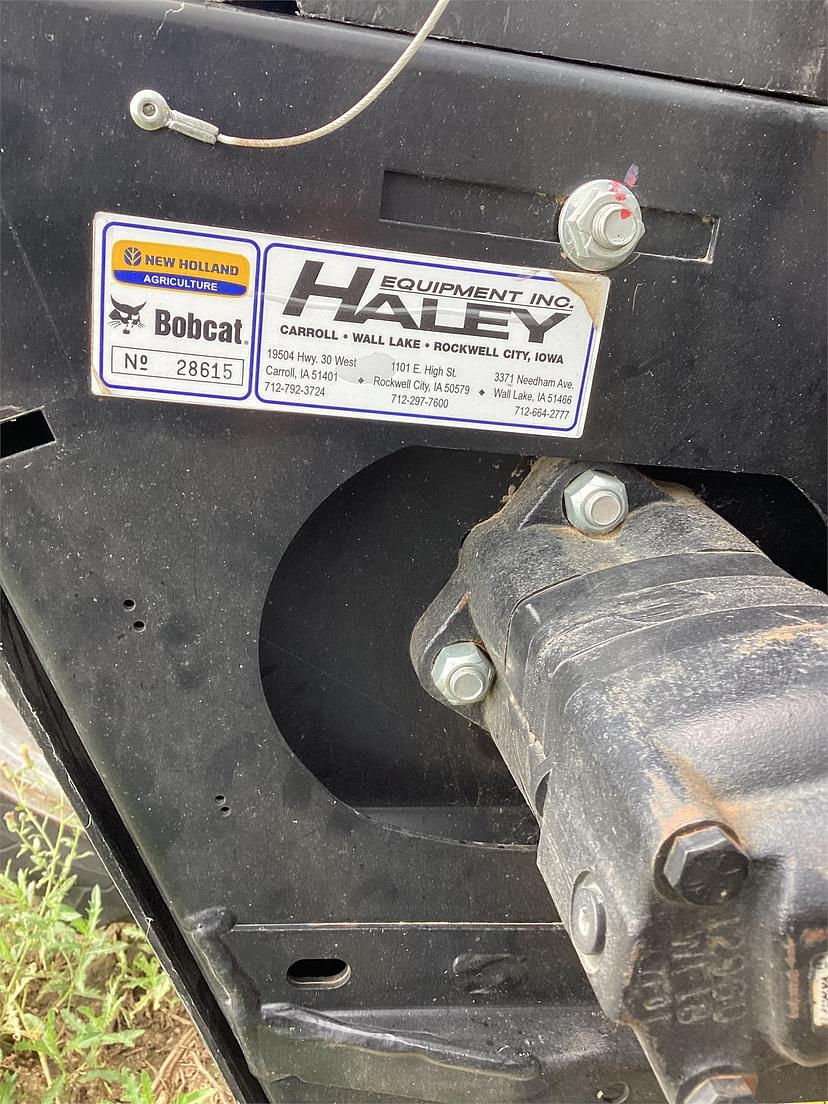 NEW HOLLAND
AGRICULTURE
Bobcat.
Nº 28615
HALEY
EQUIPMENT INC.
CARROLL • WALL LAKE • ROCKWELL CITY, IOWA
19504 Hwy. 30 West
Carroll, IA 51401
712-792-3724
1101 E. High St.
Rockwell City, IA 50579
712-297-7600
3371 Needham Ave.
Wall Lake, IA 51466
712-664-2777